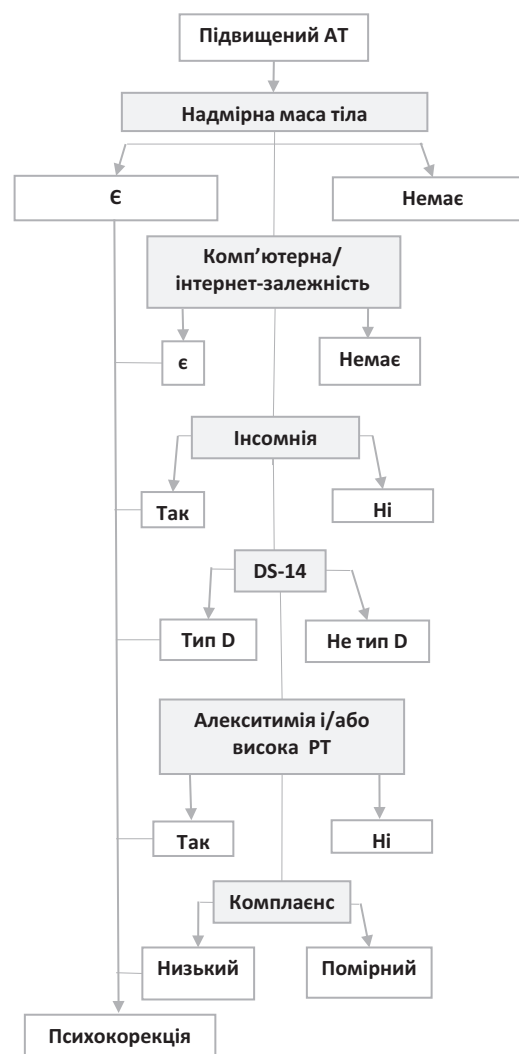 Підвищений АТ
Надмірна маса тіла
Є
Немає
Комп’ютерна/
інтернет-залежність
є
Немає
Інсомнія
Так
Ні
DS-14
Тип D
Не тип D
Алекситимія і/або
висока РТ
Так
Ні
Комплаєнс
Низький
Помірний
Психокорекція